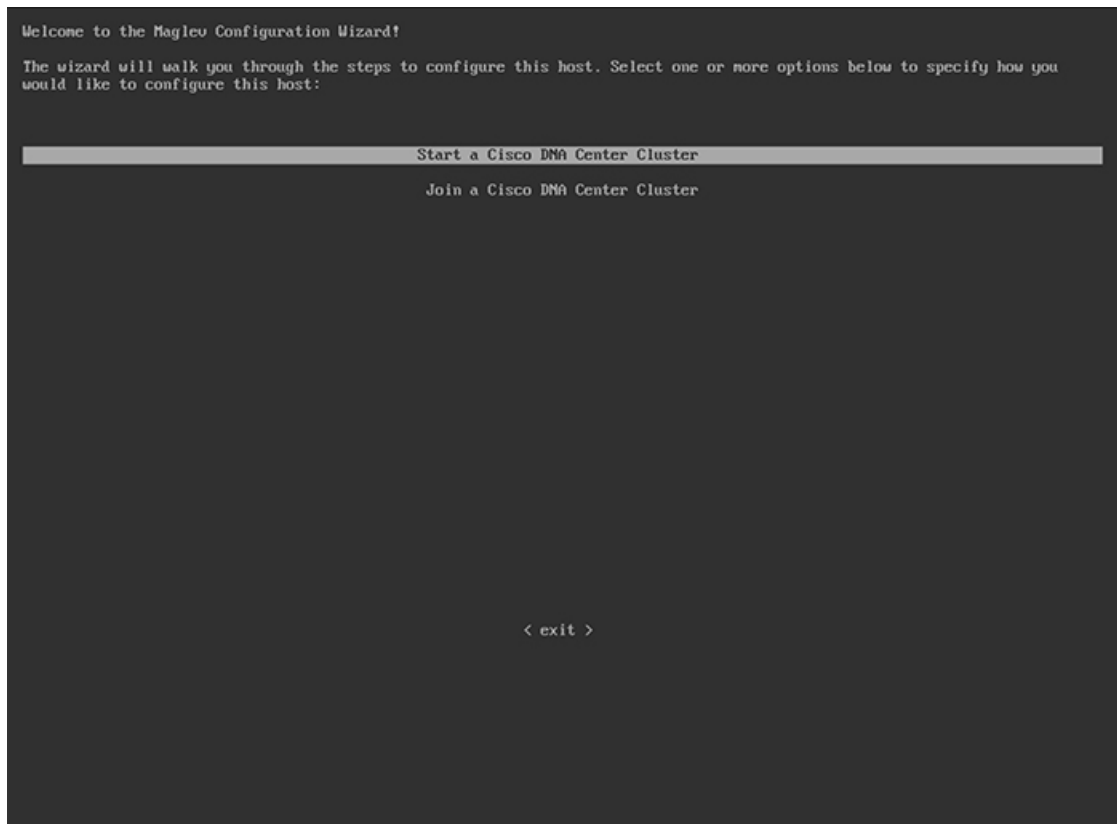 Welcome to the Maglev Configuration Wizard!
The wizard will walk you through the steps to configure this host. Select one or more options below to specify how you
would like to configure this host:
Start a Cisco DNA Center Cluster
Join a Cisco DNA Center Cluster
< exit >